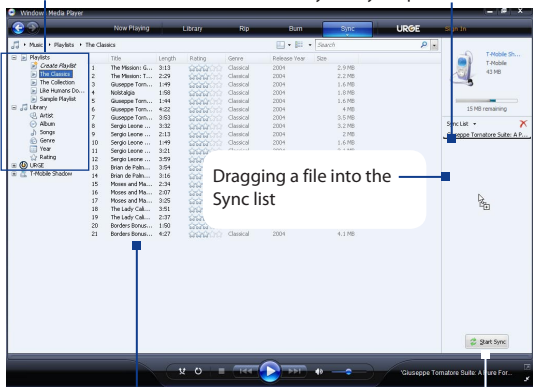 Windows Media Player
Now Playing Library Rip Burn Sync URGE Sign In
Music Playlists The Classics Search
Playlists
Create Playlist
The Classics
The Collection
Like Humans Do...
Sample Playlist
Library
Artist
Album
Songs
Genre
Year
Rating
URGE
T-Mobile Shadow
Title Length Rating Genre Release Year Size
1 The Mission: G... 3:13 Classical 2004 2.9 MB
2 The Mission: T... 2:29 Classical 2004 2.2 MB
3 Giuseppe Torn... 1:49 Classical 2004 1.6 MB
4 Nolstalgia 1:58 Classical 2004 1.8 MB
5 Giuseppe Torn... 1:44 Classical 2004 1.6 MB
6 Giuseppe Torn... 4:22 Classical 2004 4 MB
7 Giuseppe Torn... 3:53 Classical 2004 3.5 MB
8 Sergio Leone ... 3:32 Classical 2004 3.2 MB
9 Sergio Leone ... 2:13 Classical 2004 2 MB
10 Sergio Leone ... 1:49 Classical 2004 1.6 MB
11 Sergio Leone ... 3:21 Classical 2004
12 Sergio Leone ... 3:59
13 Brian de Palm... 3:54
14 Brian de Palm... 3:16
15 Moses and Ma... 2:34
16 Moses and Ma... 2:07
17 Moses and Ma... 3:25
18 The Lady Cali... 3:51
19 The Lady Cali... 2:37
20 Borders Bonus... 1:50
21 Borders Bonus... 4:27 Classical 2004 4.1 MB
Dragging a file into the
Sync list
T-Mobile Sh...
T-Mobile
43 MB
15 MB remaining
Sync List
Giuseppe Tornatore Suite: A P...
Start Sync
'Giuseppe Tornatore Suite: A Pure For...